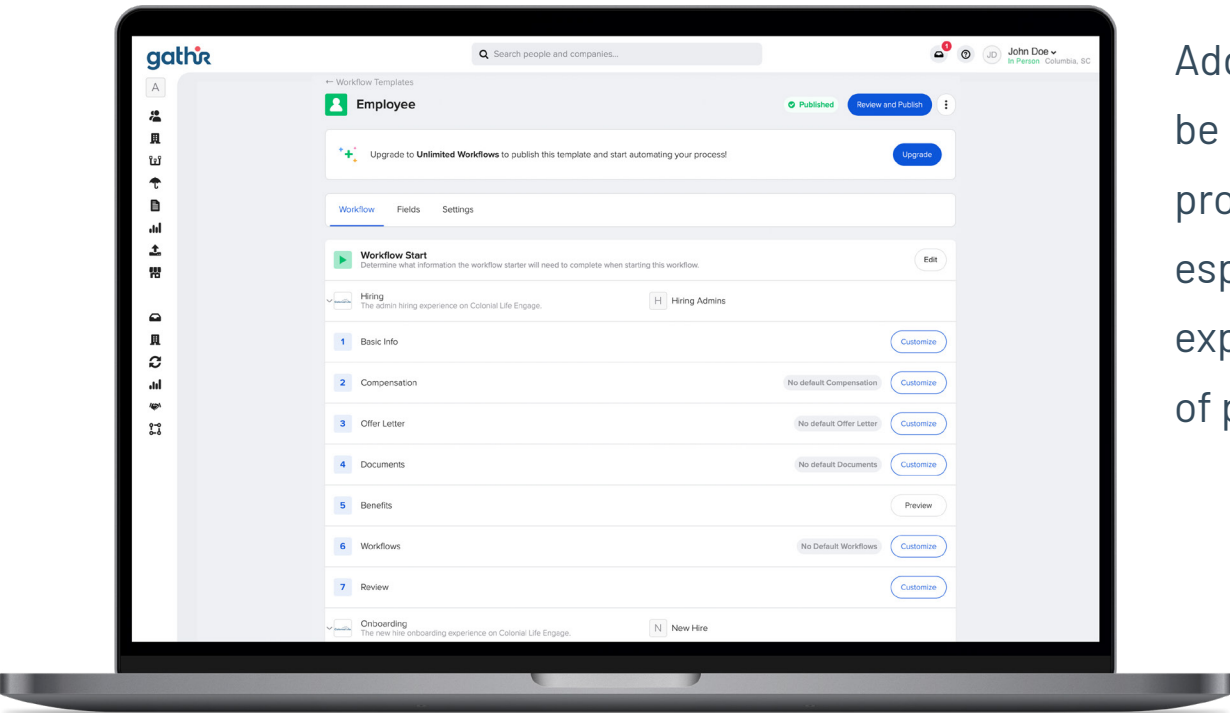 gathr
Search people and companies...
1
JD
John Doe
In Person Columbia, SC
A
← Workflow Templates
Employee
Published
Review and Publish
Upgrade to Unlimited Workflows to publish this template and start automating your process!
Upgrade
Workflow
Fields
Settings
Workflow Start
Determine what information the workflow starter will need to complete when starting this workflow.
Edit
Hiring
The admin hiring experience on Colonial Life Engage.
H Hiring Admins
1 Basic Info
Customize
2 Compensation
No default Compensation
Customize
3 Offer Letter
No default Offer Letter
Customize
4 Documents
No default Documents
Customize
5 Benefits
Preview
6 Workflows
No Default Workflows
Customize
7 Review
Customize
Onboarding
The new hire onboarding experience on Colonial Life Engage.
N New Hire
be
of